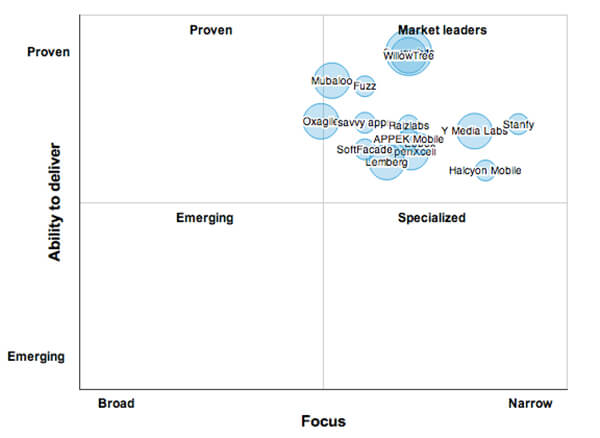 Proven Market leaders
Proven
WillowTree
Mubaloo
Fuzz
Oxagile
savvy app
Raizlabs
Y Media Labs
Stanfy
APPEK Mobile
SoftFacade
Lemberg
Halcyon Mobile
Ability to deliver
Emerging Specialized
Emerging
Broad Narrow
Focus